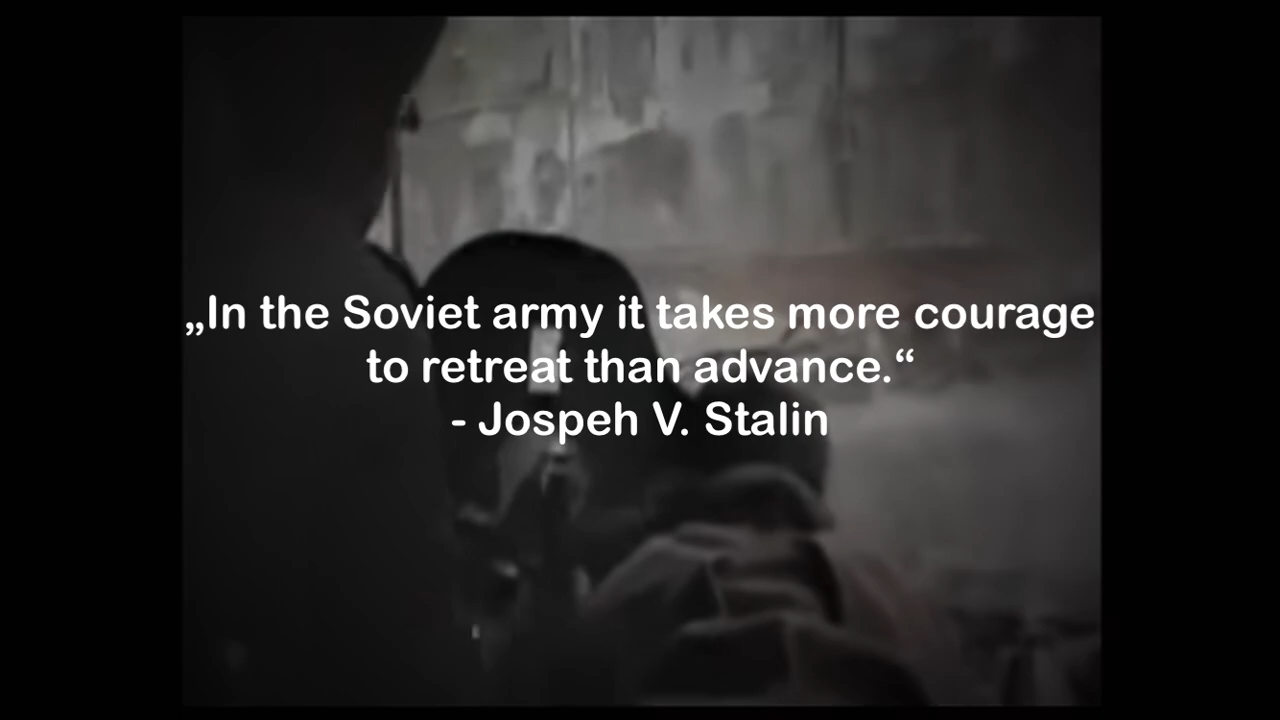 „In the Soviet army it takes more courage
to retreat than advance.“
- Jospeh V. Stalin